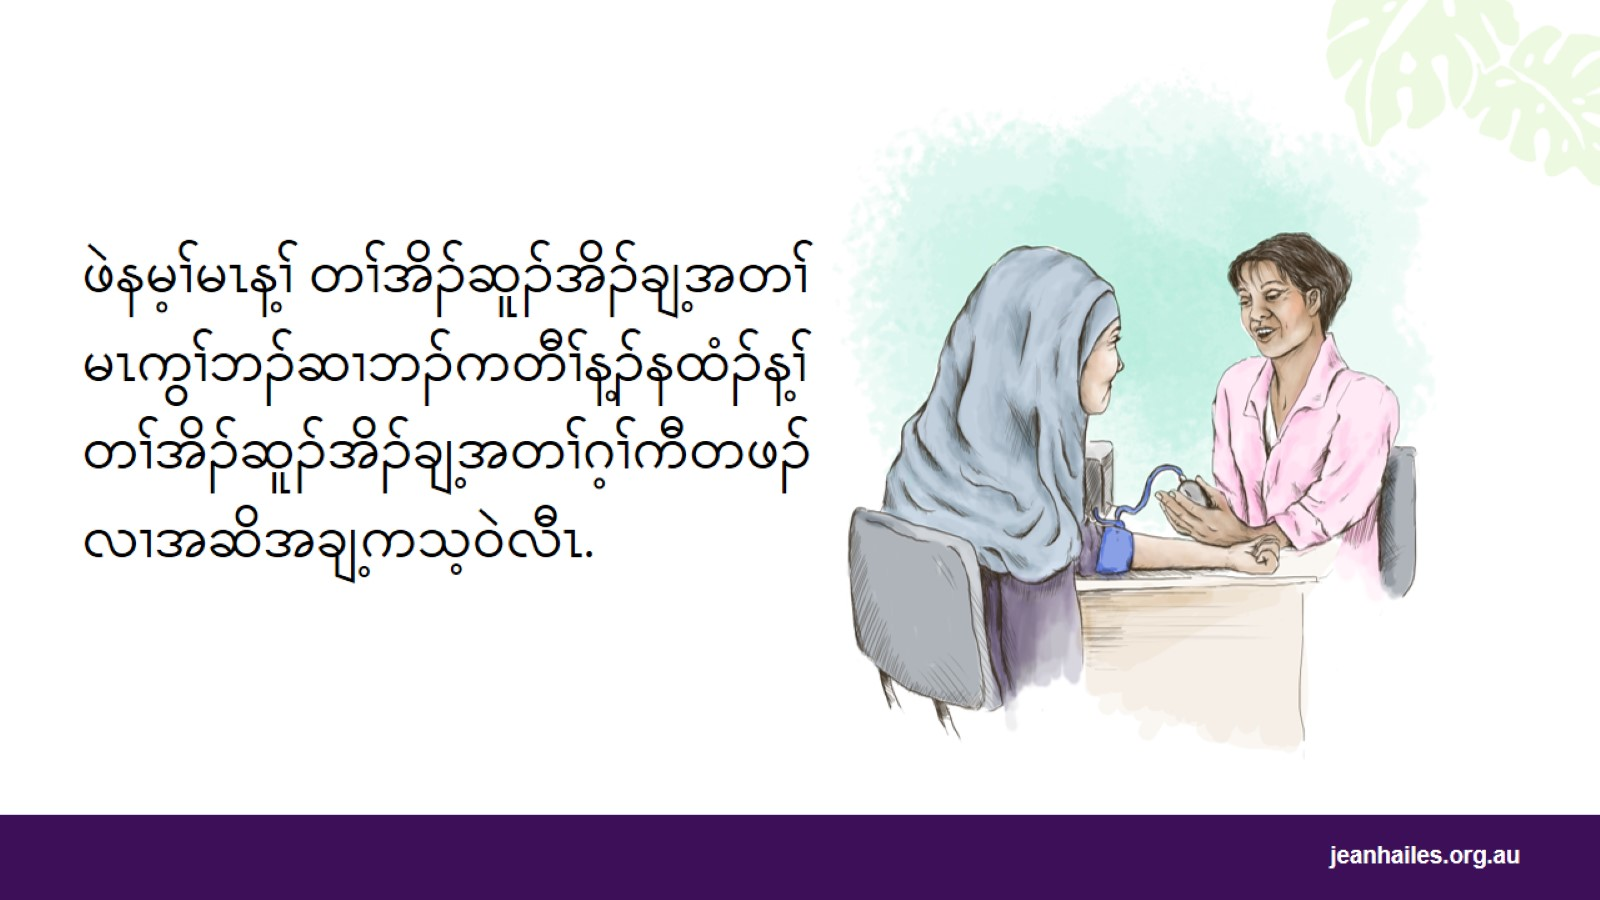 ဖဲနမ့ၢ်မၤန့ၢ် တၢ်အိၣ်ဆူၣ်အိၣ်ချ့အတၢ်
မၤကွၢ်ဘၣ်ဆၢဘၣ်ကတီၢ်န့ၣ်နထံၣ်န့ၢ်
တၢ်အိၣ်ဆူၣ်အိၣ်ချ့အတၢ်ဂ့ၢ်ကီတဖၣ်
လၢအဆိအချ့ကသ့ဝဲလီၤ.
jeanhailes.org.au